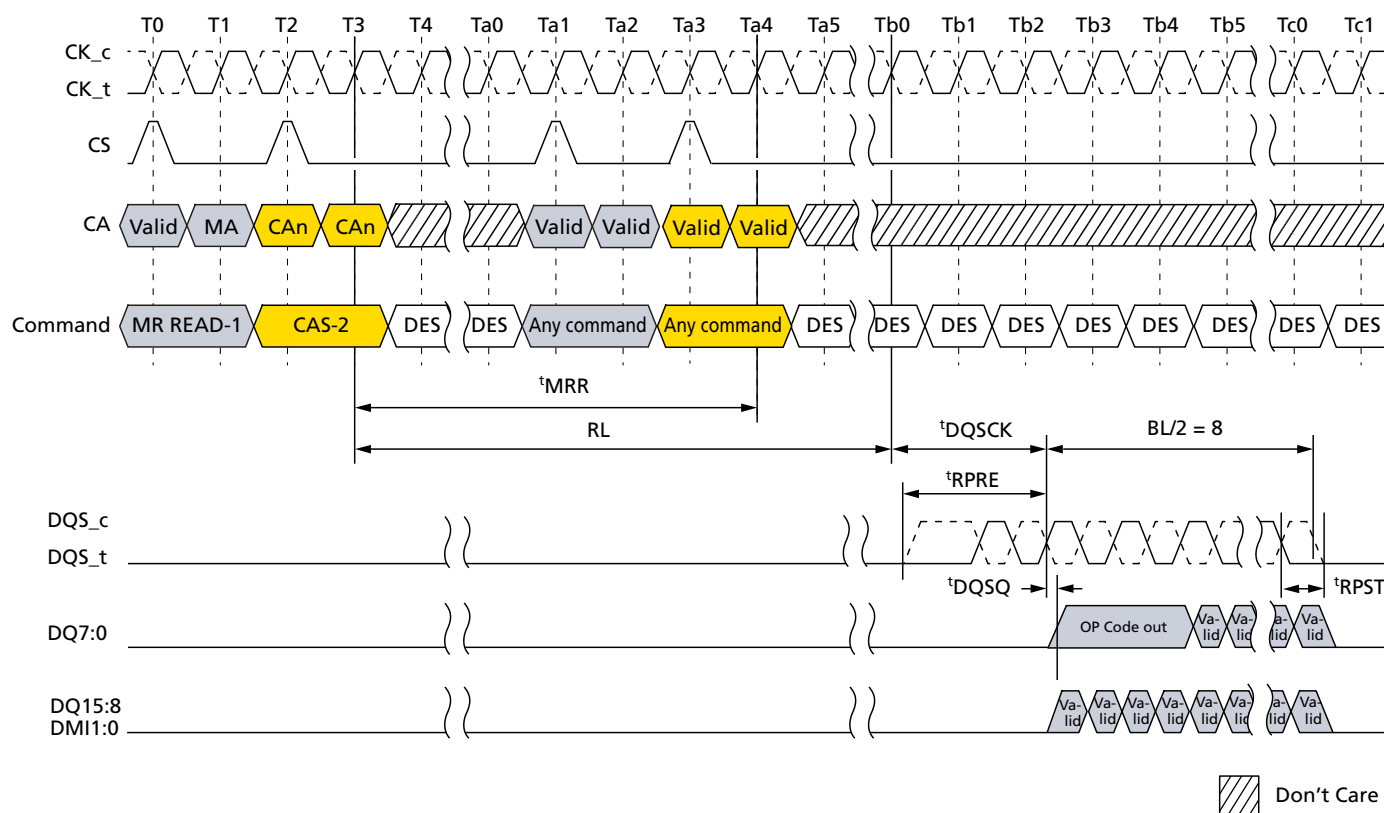 T0 T1 T2 T3 T4 Ta0 Ta1 Ta2 Ta3 Ta4 Ta5 Tb0 Tb1 Tb2 Tb3 Tb4 Tb5 Tc0 Tc1
CK_c
CK_t
CS
CA Valid MA CAn CAn Valid Valid Valid Valid
Command MR READ-1 CAS-2 DES DES Any command Any command DES DES DES DES DES DES DES DES DES
tMRR
RL tDQSCK BL/2 = 8
tRPRE
DQS_c
DQS_t
tDQSQ tRPST
DQ7:0 OP Code out Va-lid Va-lid a-lid Va-lid
DQ15:8
DMI1:0
Va-lid Va-lid Va-lid Va-lid Va-lid Va-lid a-lid Va-lid
Don't Care